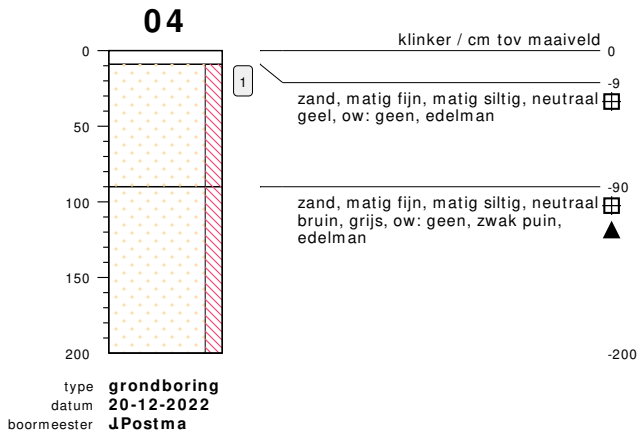 04
klinker / cm tov maaiveld
0
0
-9
1
zand, matig fijn, matig siltig, neutraal
geel, ow: geen, edelman
50
-90
100
zand, matig fijn, matig siltig, neutraal
bruin, grijs, ow: geen, zwak puin,
edelman
150
200
-200
type grondboring
datum 20-12-2022
boormeester J.Postma